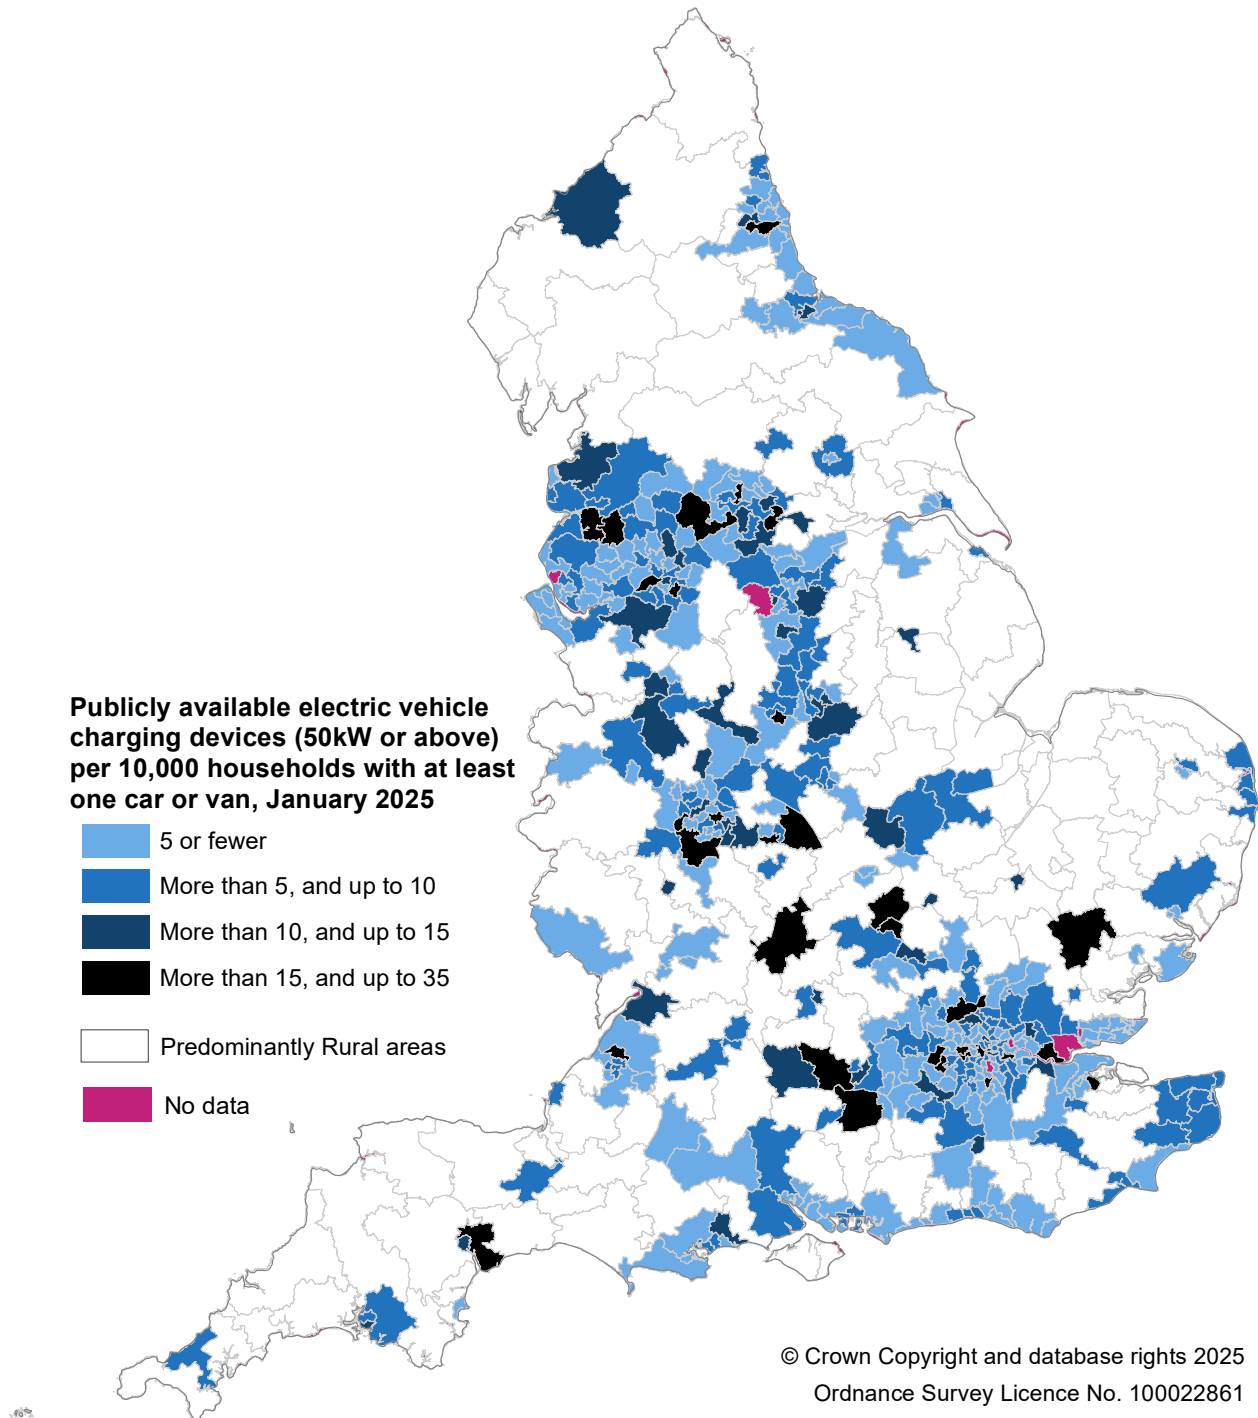 Publicly available electric vehicle
charging devices (50kW or above)
per 10,000 households with at least
one car or van, January 2025
5 or fewer
More than 5, and up to 10
More than 10, and up to 15
More than 15, and up to 35
Predominantly Rural areas
No data
© Crown Copyright and database rights 2025
Ordnance Survey Licence No. 100022861